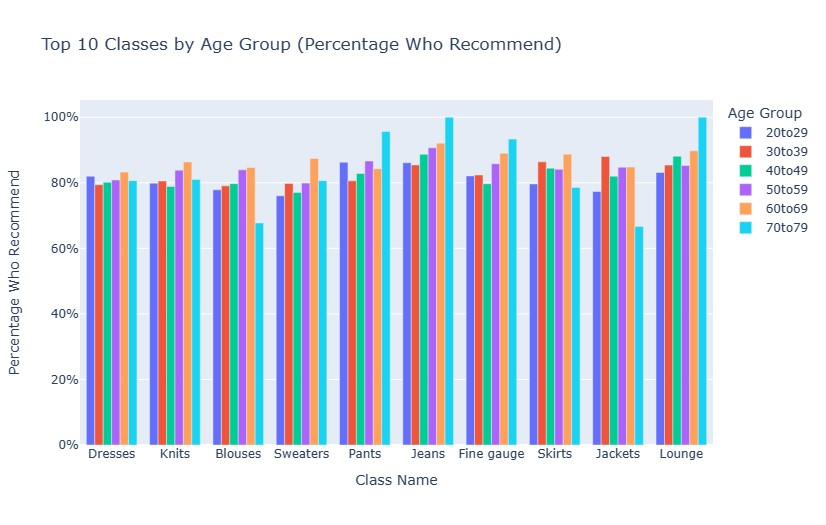 Top 10 Classes by Age Group (Percentage Who Recommend)
Percentage Who Recommend
100%
80%
60%
40%
20%
0%
Dresses Knits Blouses Sweaters Pants Jeans Fine gauge Skirts Jackets Lounge
Class Name
Age Group
20to29
30to39
40to49
50to59
60to69
70to79